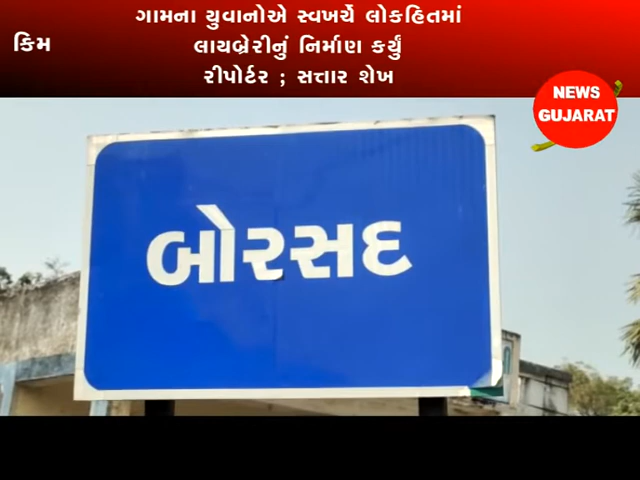 ગામના યુવાનોએ સ્વખર્ચે લોકહિતમાં
કિમ
લાયબ્રેરીનું નિર્માણ કર્યું
રીપોર્ટર ; સત્તાર શેખ
NEWS
GUJARAT
બોરસદ